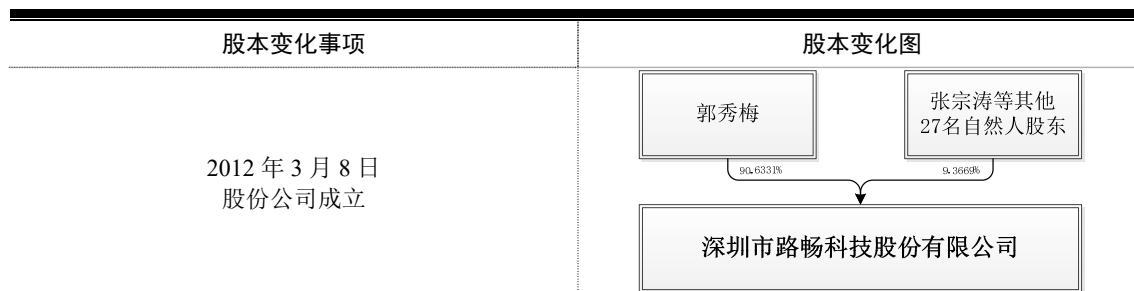 股本变化事项
股本变化图
2012 年 3 月 8 日
股份公司成立
郭秀梅
张宗涛等其他
27名自然人股东
90.6331%
9.3669%
深圳市路畅科技股份有限公司